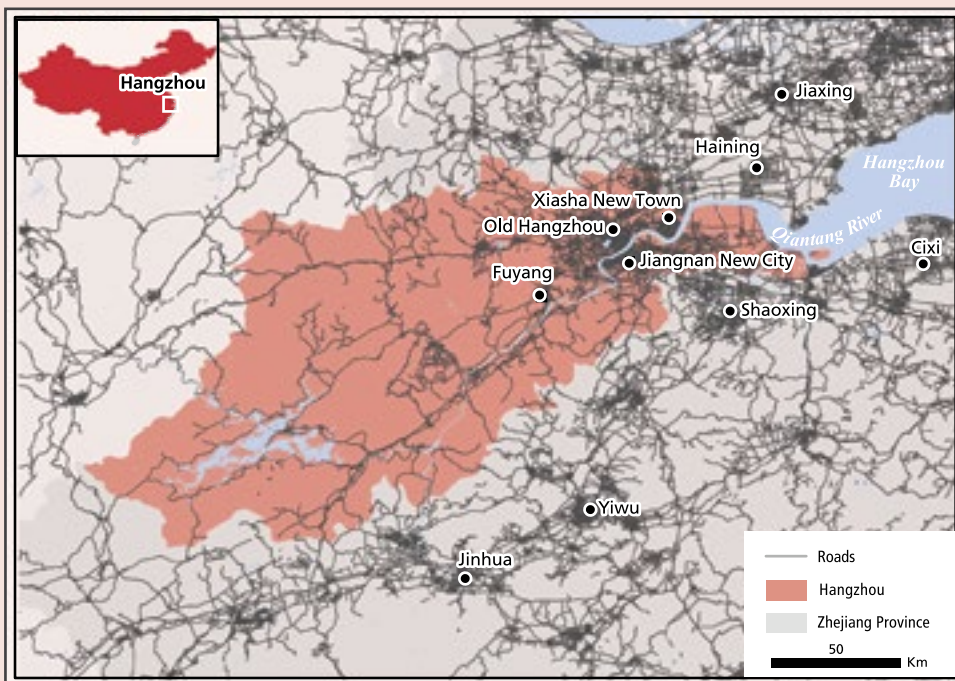 Hangzhou
Jiaxing
Haining
Hangzhou
Bay
Xiasha New Town
Old Hangzhou
Qiantang River
Cixi
Jiangnan New City
Fuyang
Shaoxing
Yiwu
Jinhua
Roads
Hangzhou
Zhejiang Province
50
Km